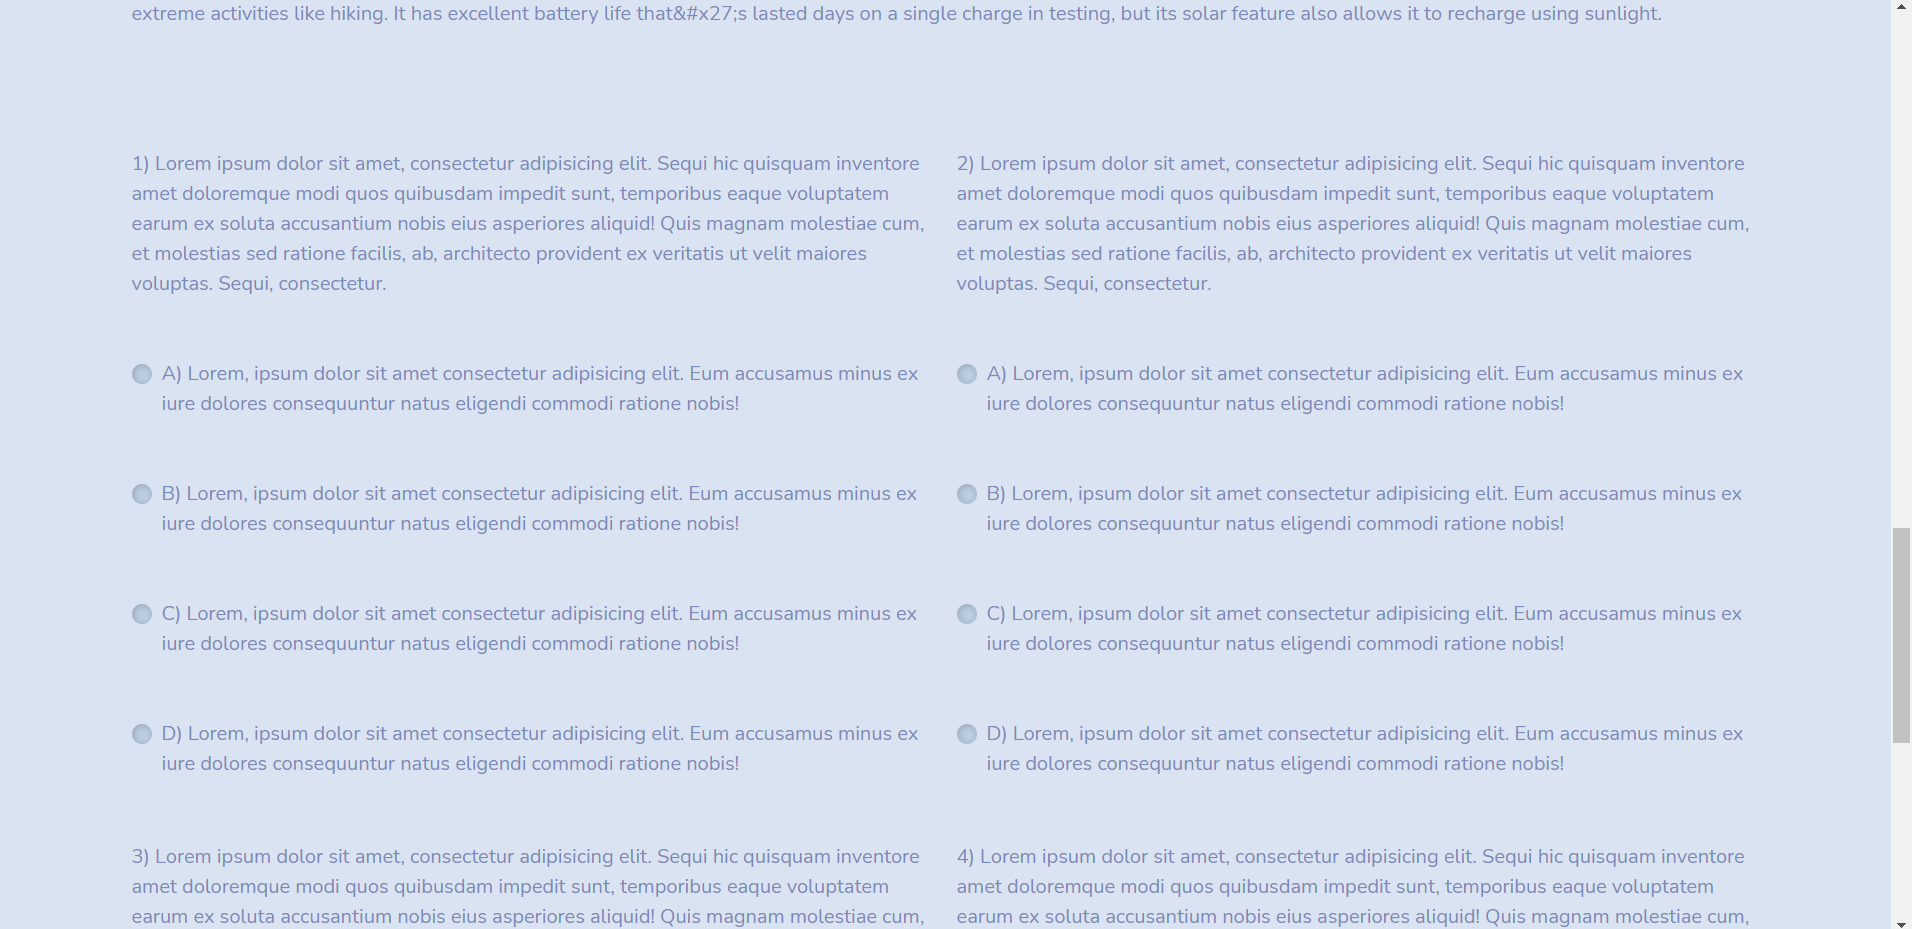 extreme activities like hiking. It has excellent battery life that&#x27;s lasted days on a single charge in testing, but its solar feature also allows it to recharge using sunlight.
1) Lorem ipsum dolor sit amet, consectetur adipisicing elit. Sequi hic quisquam inventore
amet doloremque modi quos quibusdam impedit sunt, temporibus eaque voluptatem
earum ex soluta accusantium nobis eius asperiores aliquid! Quis magnam molestiae cum,
et molestias sed ratione facilis, ab, architecto provident ex veritatis ut velit maiores
voluptas. Sequi, consectetur.
A) Lorem, ipsum dolor sit amet consectetur adipisicing elit. Eum accusamus minus ex
iure dolores consequuntur natus eligendi commodi ratione nobis!
B) Lorem, ipsum dolor sit amet consectetur adipisicing elit. Eum accusamus minus ex
iure dolores consequuntur natus eligendi commodi ratione nobis!
C) Lorem, ipsum dolor sit amet consectetur adipisicing elit. Eum accusamus minus ex
iure dolores consequuntur natus eligendi commodi ratione nobis!
D) Lorem, ipsum dolor sit amet consectetur adipisicing elit. Eum accusamus minus ex
iure dolores consequuntur natus eligendi commodi ratione nobis!
2) Lorem ipsum dolor sit amet, consectetur adipisicing elit. Sequi hic quisquam inventore
amet doloremque modi quos quibusdam impedit sunt, temporibus eaque voluptatem
earum ex soluta accusantium nobis eius asperiores aliquid! Quis magnam molestiae cum,
et molestias sed ratione facilis, ab, architecto provident ex veritatis ut velit maiores
voluptas. Sequi, consectetur.
A) Lorem, ipsum dolor sit amet consectetur adipisicing elit. Eum accusamus minus ex
iure dolores consequuntur natus eligendi commodi ratione nobis!
B) Lorem, ipsum dolor sit amet consectetur adipisicing elit. Eum accusamus minus ex
iure dolores consequuntur natus eligendi commodi ratione nobis!
C) Lorem, ipsum dolor sit amet consectetur adipisicing elit. Eum accusamus minus ex
iure dolores consequuntur natus eligendi commodi ratione nobis!
D) Lorem, ipsum dolor sit amet consectetur adipisicing elit. Eum accusamus minus ex
iure dolores consequuntur natus eligendi commodi ratione nobis!
3) Lorem ipsum dolor sit amet, consectetur adipisicing elit. Sequi hic quisquam inventore
amet doloremque modi quos quibusdam impedit sunt, temporibus eaque voluptatem
earum ex soluta accusantium nobis eius asperiores aliquid! Quis magnam molestiae cum,
4) Lorem ipsum dolor sit amet, consectetur adipisicing elit. Sequi hic quisquam inventore
amet doloremque modi quos quibusdam impedit sunt, temporibus eaque voluptatem
earum ex soluta accusantium nobis eius asperiores aliquid! Quis magnam molestiae cum,